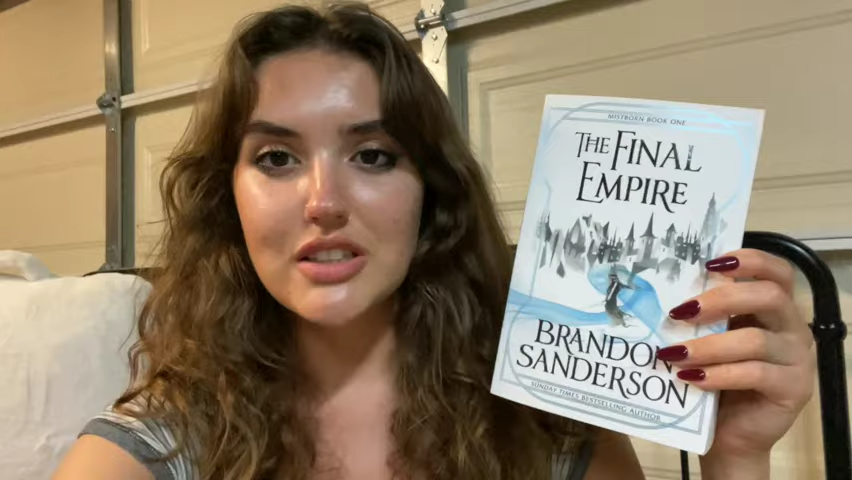 MISTBORN BOOK ONE
THE FINAL
EMPIRE
BRANDON
SANDERSON
SUNDAY TIMES BESTSELLING AUTHOR